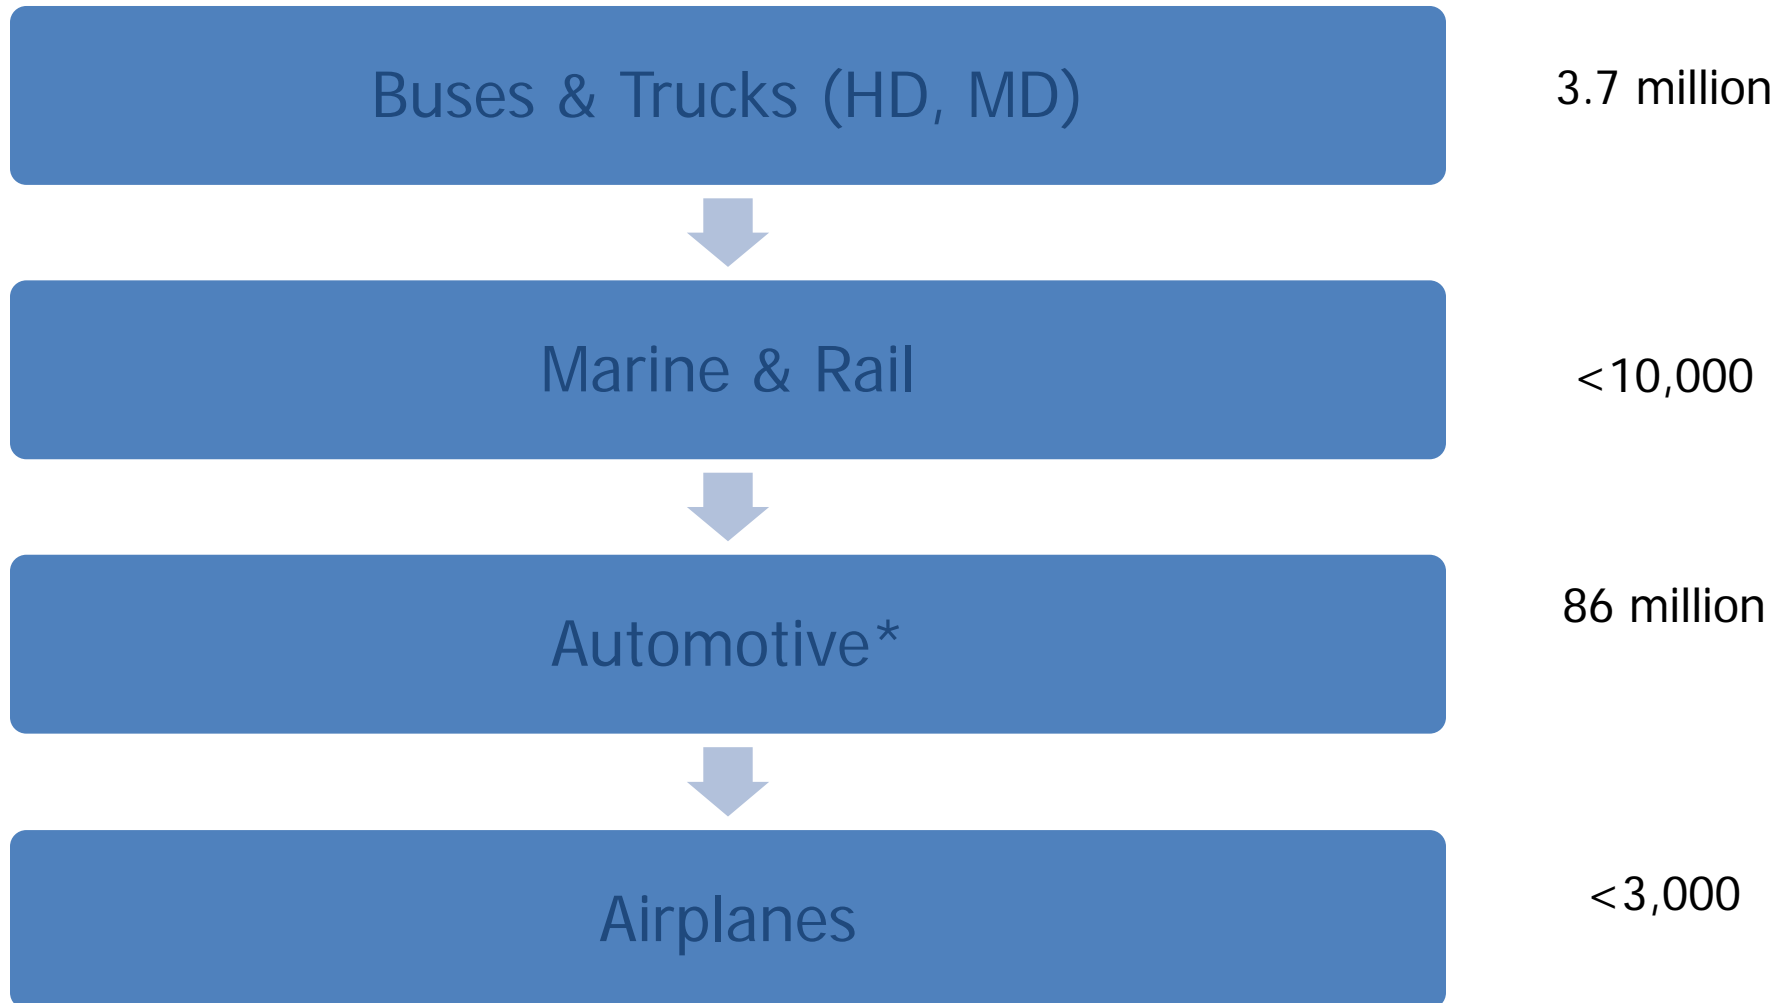 Buses & Trucks (HD, MD)
3.7 million
Marine & Rail
<10,000
Automotive*
86 million
Airplanes
<3,000